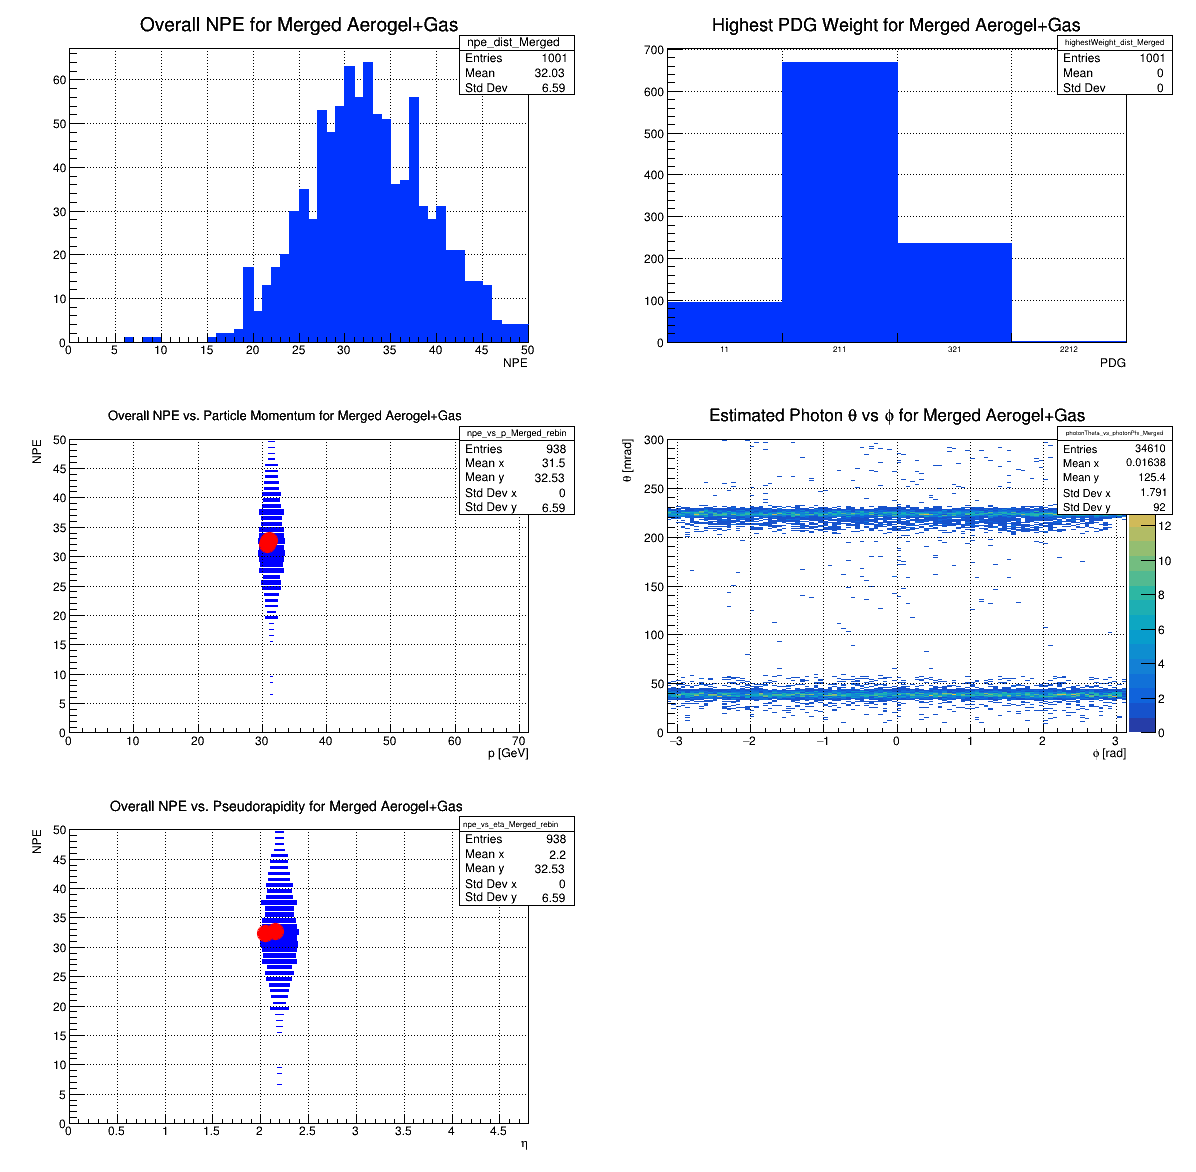 Overall NPE for Merged Aerogel+Gas
npe_dist_Merged
Entries 1001
Mean 32.03
Std Dev 6.59
60
50
40
30
20
10
0
0 5 10 15 20 25 30 35 40 45 50
NPE
Highest PDG Weight for Merged Aerogel+Gas
highestWeight_dist_Merged
Entries 1001
Mean 0
Std Dev 0
700
600
500
400
300
200
100
0
11 211 321 2212
PDG
Overall NPE vs. Particle Momentum for Merged Aerogel+Gas
npe_vs_p_Merged_rebin
Entries 938
Mean x 31.5
Mean y 32.53
Std Dev x 0
Std Dev y 6.59
NPE
50
45
40
35
30
25
20
15
10
5
0
0 10 20 30 40 50 60 70
p [GeV]
Estimated Photon θ vs ϕ for Merged Aerogel+Gas
photonTheta_vs_photonPhi_Merged
Entries 34610
Mean x 0.01638
Mean y 125.4
Std Dev x 1.791
Std Dev y 92
θ [mrad]
300
250
200
150
100
50
0
−3 −2 −1 0 1 2 3
ϕ [rad]
12
10
8
6
4
2
0
Overall NPE vs. Pseudorapidity for Merged Aerogel+Gas
npe_vs_eta_Merged_rebin
Entries 938
Mean x 2.2
Mean y 32.53
Std Dev x 0
Std Dev y 6.59
NPE
50
45
40
35
30
25
20
15
10
5
0
0 0.5 1 1.5 2 2.5 3 3.5 4 4.5
η